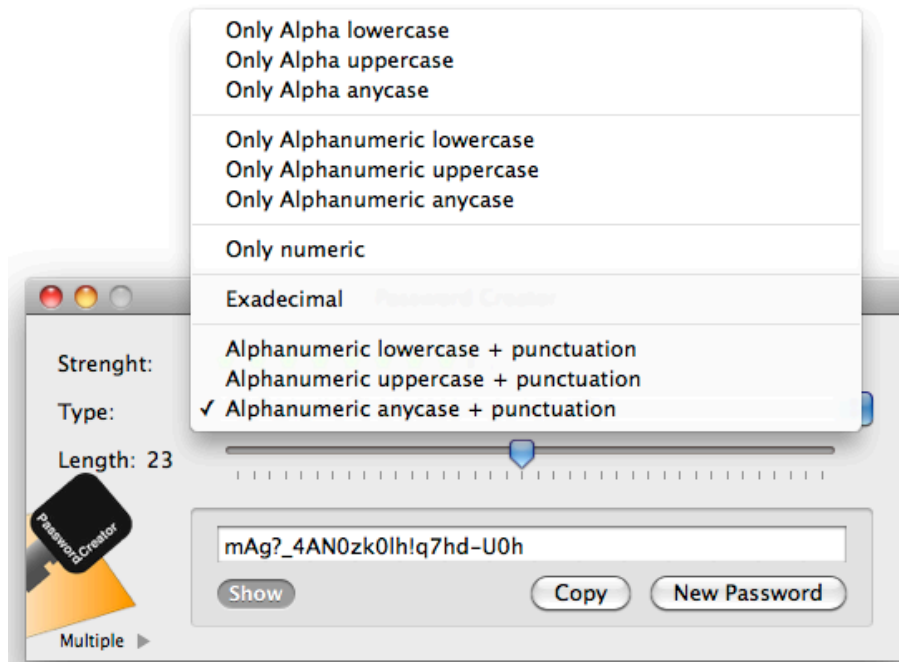 Only Alpha lowercase
Only Alpha uppercase
Only Alpha anycase
Only Alphanumeric lowercase
Only Alphanumeric uppercase
Only Alphanumeric anycase
Only numeric
Exadecimal
Password Creator
Alphanumeric lowercase + punctuation
Alphanumeric uppercase + punctuation
✓ Alphanumeric anycase + punctuation
Strenght:
Type:
Length: 23
Password Creator
mAg?_4AN0zk0lh!q7hd-U0h
Show
Copy
New Password
Multiple